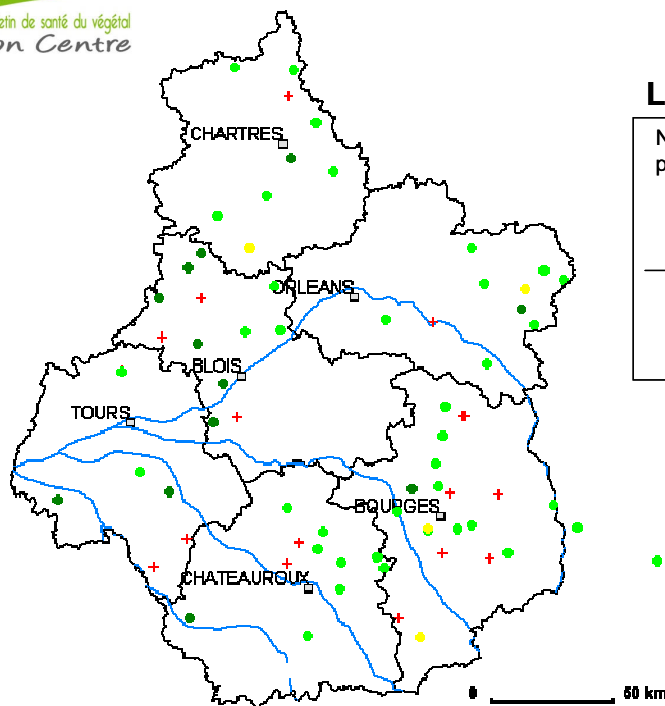 etin de santé du végétal
on Centre
L
N
p
CHARTRES
ORLEANS
BLOIS
TOURS
BOURGES
CHATEAUROUX
0 50 km